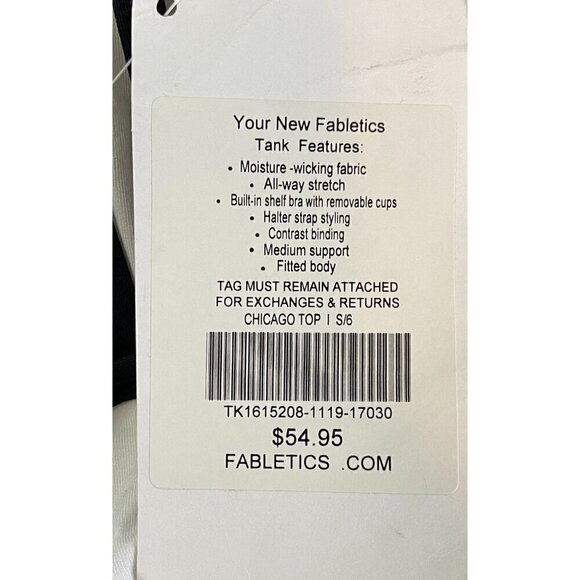 Your New Fabletics
Tank Features:
• Moisture -wicking fabric
• All-way stretch
• Built-in shelf bra with removable cups
• Halter strap styling
• Contrast binding
• Medium support
• Fitted body
TAG MUST REMAIN ATTACHED
FOR EXCHANGES & RETURNS
CHICAGO TOP | S/6
TK1615208-1119-17030
$54.95
FABLETICS .COM